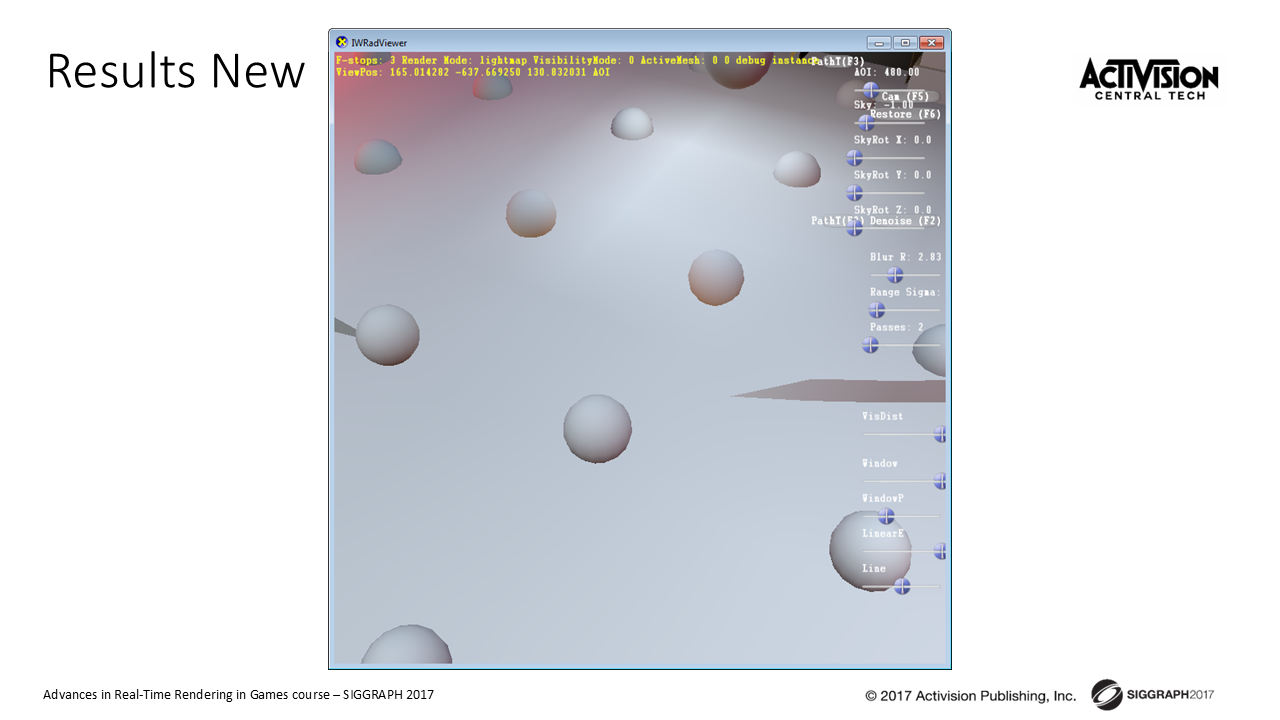 Results New
IWRadViewer
F-stops: 3 Render Mode: lightmap VisibilityMode: 0 ActiveMesh: 0 0 debug instance
ViewPos: 165.014282 -637.669250 130.832031 AOI
PathT(F3)
AOI: 480.00
Cam (F5)
Sky: -1.00
Restore (F6)
SkyRot X: 0.0
SkyRot Y: 0.0
SkyRot Z: 0.0
Denoise (F2)
Blur R: 2.83
Range Sigma:
Passes: 2
VisDist
Window
WindowP
LinearE
Line
ACTIVISION
CENTRAL TECH
Advances in Real-Time Rendering in Games course – SIGGRAPH 2017
© 2017 Activision Publishing, Inc.
SIGGRAPH2017